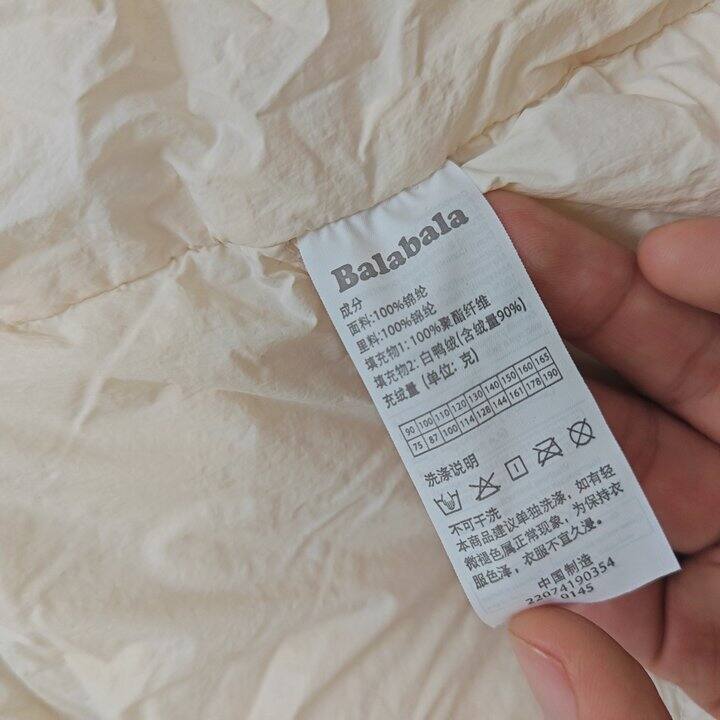 Balabala
成分
面料:100%锦纶
里料:100%锦纶
填充物1: 100%聚酯纤维
填充物2: 白鸭绒(含绒量90%)
充绒量 (单位: 克)
90 100 110 120 130 140 150 160 165
75 87 100 114 128 144 161 178 190
洗涤说明
不可干洗
本商品建议单独洗涤，如有轻
微褪色属正常现象，为保持衣
服色泽，衣服不宜久浸。
中国制造
22074190354
0145